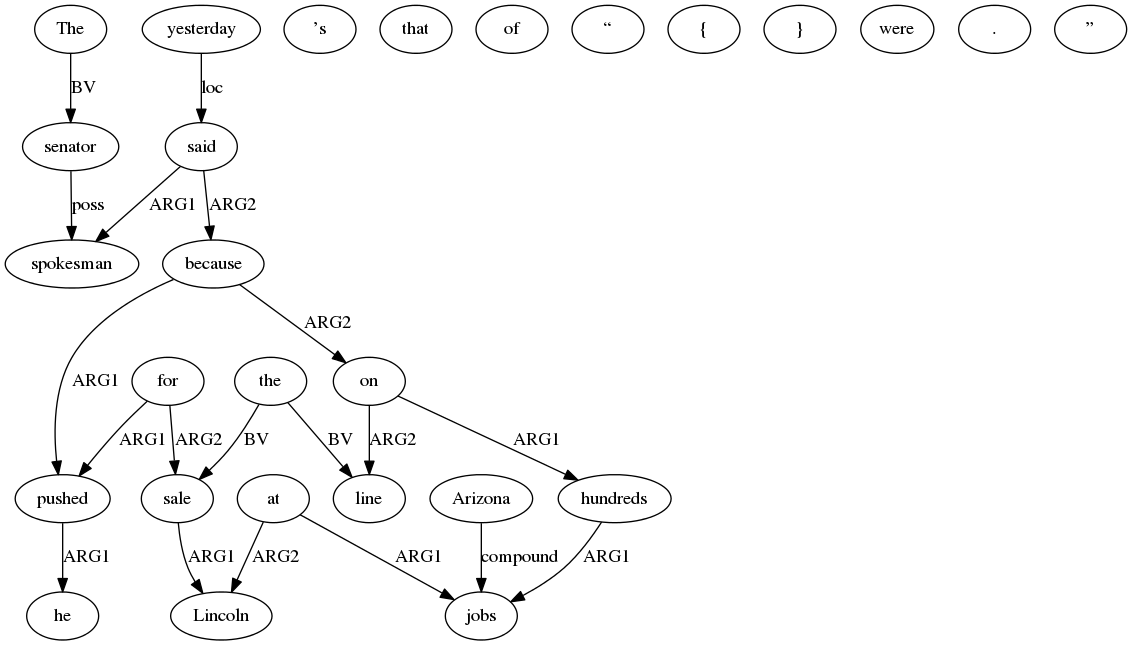 The yesterday ’s that of “ { } were . ”
BV loc
senator said
poss ARG1 ARG2
spokesman because
ARG2
for the on
ARG1
ARG1 ARG2 BV BV ARG2 ARG1
pushed sale at line Arizona hundreds
ARG1 ARG1 ARG2 ARG1 compound ARG1
he Lincoln jobs